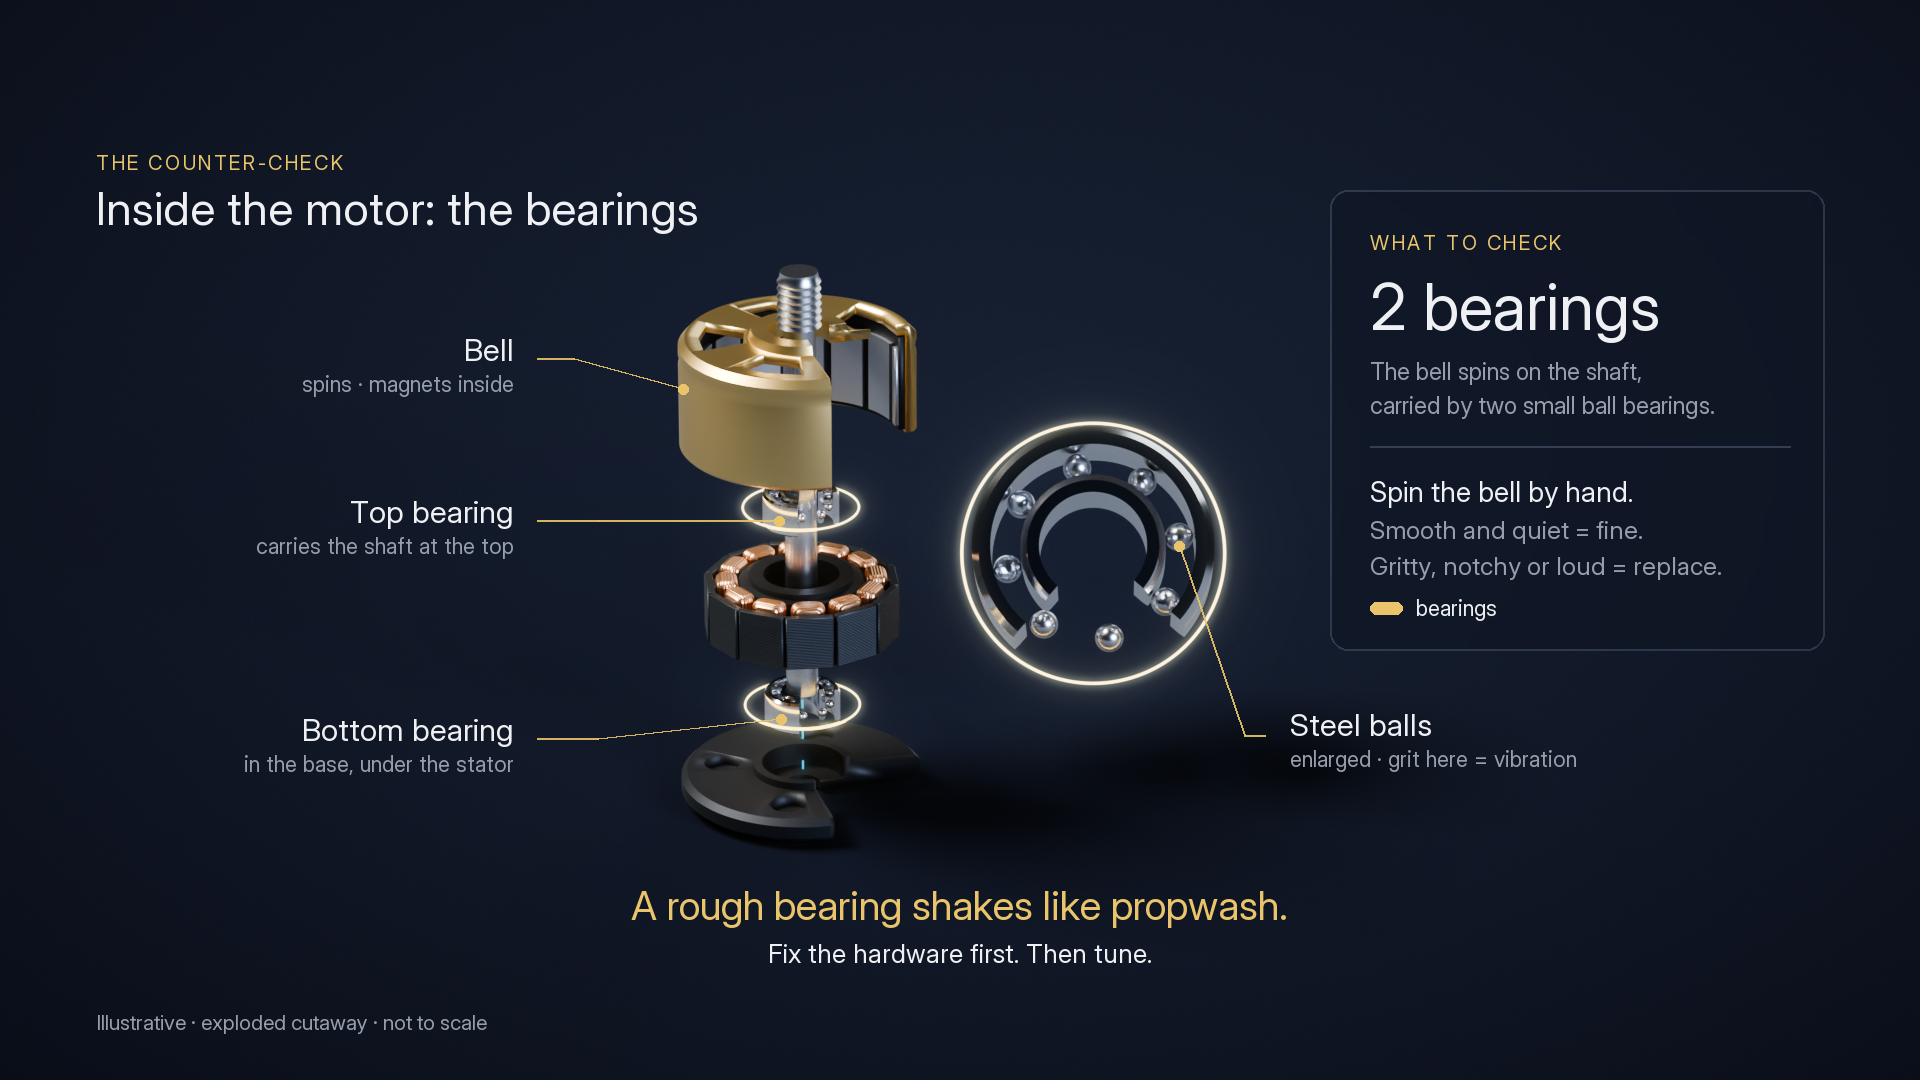 THE COUNTER-CHECK
Inside the motor: the bearings
Bell
spins · magnets inside
Top bearing
carries the shaft at the top
Bottom bearing
in the base, under the stator
WHAT TO CHECK
2 bearings
The bell spins on the shaft,
carried by two small ball bearings.
Spin the bell by hand.
Smooth and quiet = fine.
Gritty, notchy or loud = replace.
bearings
Steel balls
enlarged · grit here = vibration
A rough bearing shakes like propwash.
Fix the hardware first. Then tune.
Illustrative · exploded cutaway · not to scale